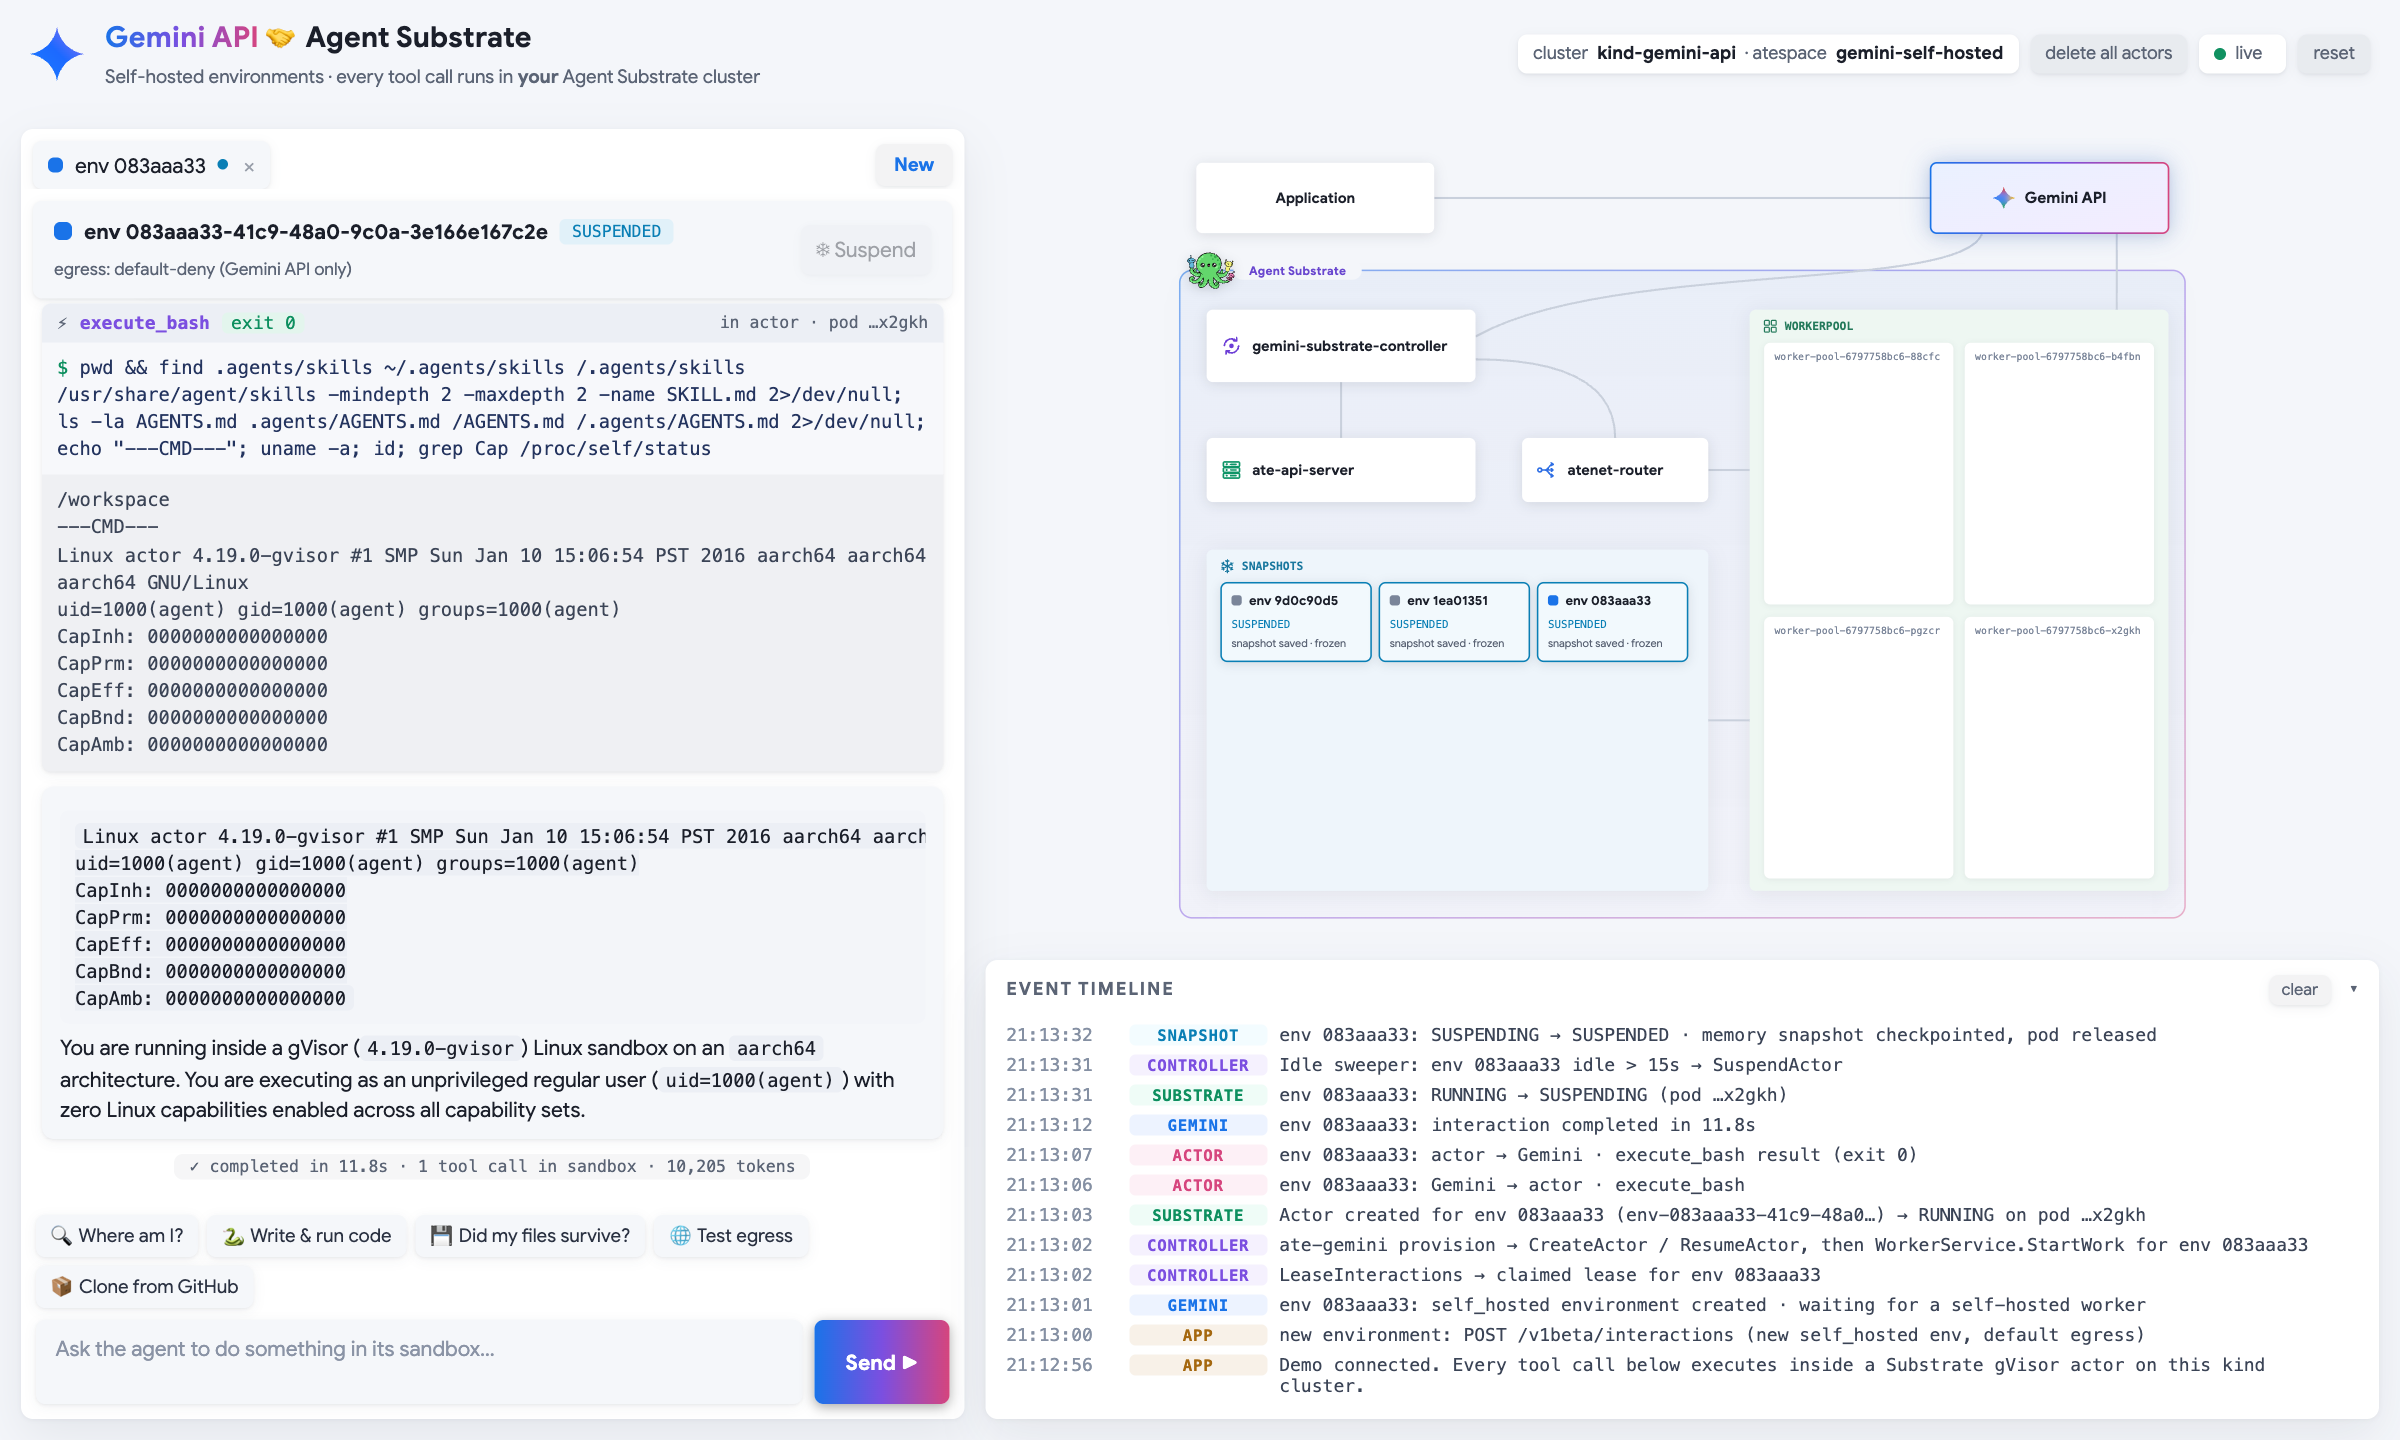 Gemini API 🤝 Agent Substrate
Self-hosted environments · every tool call runs in your Agent Substrate cluster
cluster kind-gemini-api · atespace gemini-self-hosted
delete all actors
live
reset
env 083aaa33 ×
New
env 083aaa33-41c9-48a0-9c0a-3e166e167c2e SUSPENDED
egress: default-deny (Gemini API only)
❄ Suspend
⚡ execute_bash exit 0
in actor · pod …x2gkh
$ pwd && find .agents/skills ~/.agents/skills /.agents/skills
/usr/share/agent/skills -mindepth 2 -maxdepth 2 -name SKILL.md 2>/dev/null;
ls -la AGENTS.md .agents/AGENTS.md /AGENTS.md /.agents/AGENTS.md 2>/dev/null;
echo "---CMD---"; uname -a; id; grep Cap /proc/self/status
/workspace
---CMD---
Linux actor 4.19.0-gvisor #1 SMP Sun Jan 10 15:06:54 PST 2016 aarch64 aarch64
aarch64 GNU/Linux
uid=1000(agent) gid=1000(agent) groups=1000(agent)
CapInh: 0000000000000000
CapPrm: 0000000000000000
CapEff: 0000000000000000
CapBnd: 0000000000000000
CapAmb: 0000000000000000
Linux actor 4.19.0-gvisor #1 SMP Sun Jan 10 15:06:54 PST 2016 aarch64 aarch
uid=1000(agent) gid=1000(agent) groups=1000(agent)
CapInh: 0000000000000000
CapPrm: 0000000000000000
CapEff: 0000000000000000
CapBnd: 0000000000000000
CapAmb: 0000000000000000
You are running inside a gVisor ( 4.19.0-gvisor ) Linux sandbox on an aarch64
architecture. You are executing as an unprivileged regular user ( uid=1000(agent) ) with
zero Linux capabilities enabled across all capability sets.
✓ completed in 11.8s · 1 tool call in sandbox · 10,205 tokens
🔍 Where am I?
🐍 Write & run code
💾 Did my files survive?
🌐 Test egress
📦 Clone from GitHub
Ask the agent to do something in its sandbox...
Send ▶
Application
Gemini API
Agent Substrate
gemini-substrate-controller
ate-api-server
atenet-router
SNAPSHOTS
env 9d0c90d5
SUSPENDED
snapshot saved · frozen
env 1ea01351
SUSPENDED
snapshot saved · frozen
env 083aaa33
SUSPENDED
snapshot saved · frozen
WORKERPOOL
worker-pool-6797758bc6-88cfc
worker-pool-6797758bc6-b4fbn
worker-pool-6797758bc6-pgzcr
worker-pool-6797758bc6-x2gkh
EVENT TIMELINE
clear ▼
21:13:32 SNAPSHOT env 083aaa33: SUSPENDING → SUSPENDED · memory snapshot checkpointed, pod released
21:13:31 CONTROLLER Idle sweeper: env 083aaa33 idle > 15s → SuspendActor
21:13:31 SUBSTRATE env 083aaa33: RUNNING → SUSPENDING (pod …x2gkh)
21:13:12 GEMINI env 083aaa33: interaction completed in 11.8s
21:13:07 ACTOR env 083aaa33: actor → Gemini · execute_bash result (exit 0)
21:13:06 ACTOR env 083aaa33: Gemini → actor · execute_bash
21:13:03 SUBSTRATE Actor created for env 083aaa33 (env-083aaa33-41c9-48a0…) → RUNNING on pod …x2gkh
21:13:02 CONTROLLER ate-gemini provision → CreateActor / ResumeActor, then WorkerService.StartWork for env 083aaa33
21:13:02 CONTROLLER LeaseInteractions → claimed lease for env 083aaa33
21:13:01 GEMINI env 083aaa33: self_hosted environment created · waiting for a self-hosted worker
21:13:00 APP new environment: POST /v1beta/interactions (new self_hosted env, default egress)
21:12:56 APP Demo connected. Every tool call below executes inside a Substrate gVisor actor on this kind
cluster.